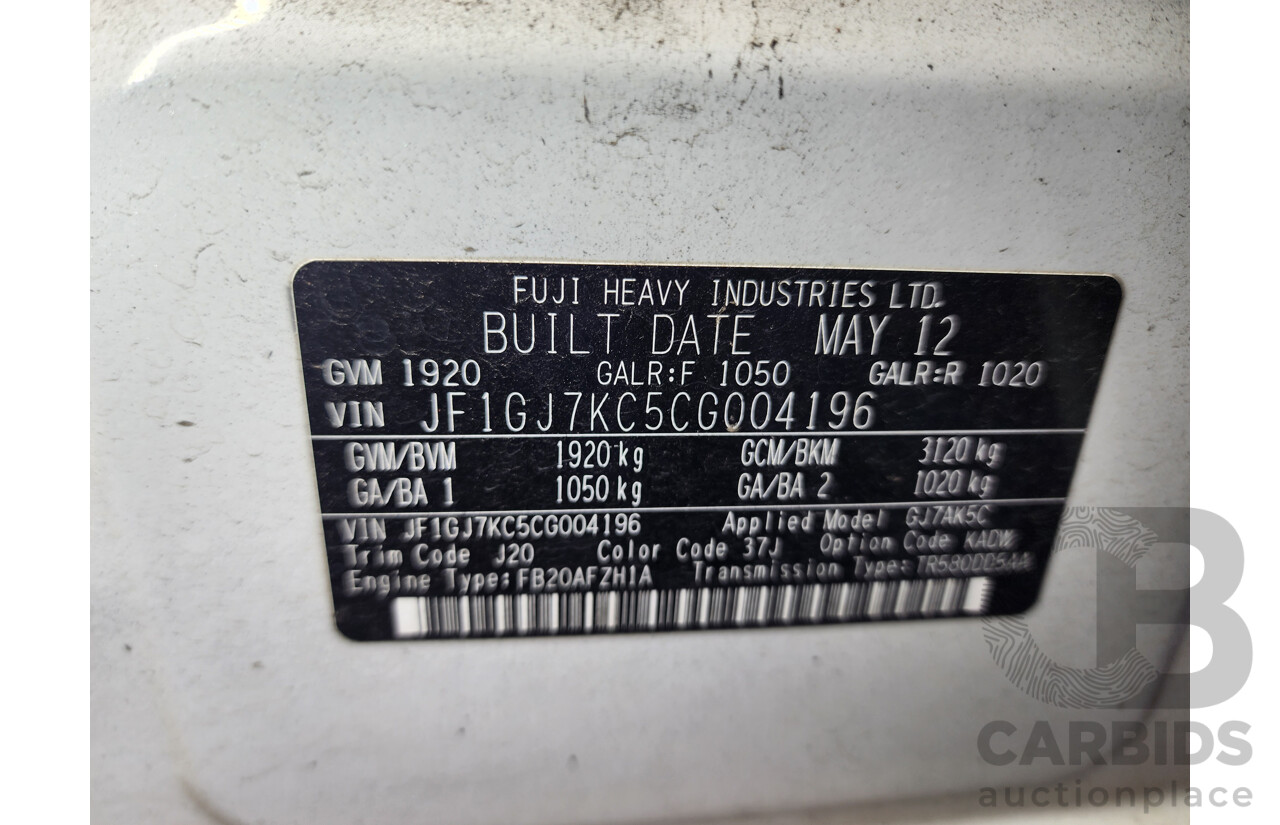 FUJI HEAVY INDUSTRIES LTD.
BUILT DATE MAY 12
GVM 1920 GALR:F 1050 GALR:R 1020
VIN JF1GJ7KC5CG004196
GVM/BVM 1920 kg GCM/BKM 3120 kg
GA/BA 1 1050 kg GA/BA 2 1020 kg
VIN JF1GJ7KC5CG004196 Applied Model GJ7AK5C
Trim Code J20 Color Code 37J Option Code KADW
Engine Type:FB20AFZH1A Transmission Type:TR580DD5AA
CB
CARBIDS
auctionplace